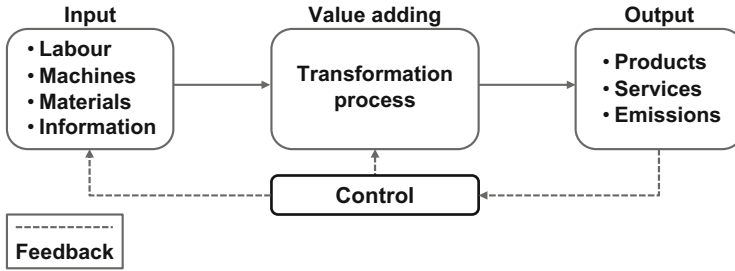 Input
• Labour
• Machines
• Materials
• Information
Value adding
Transformation
process
Output
• Products
• Services
• Emissions
Control
Feedback